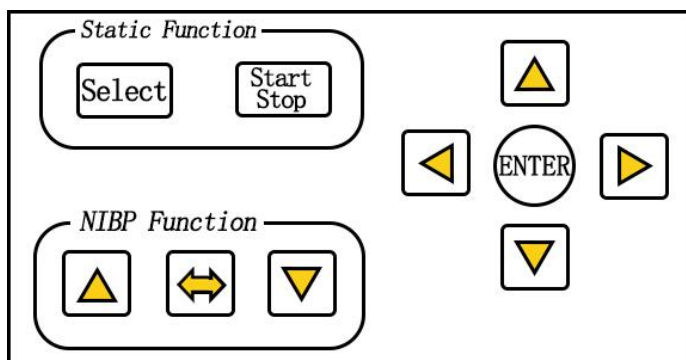 Static Function
Select
Start
Stop
ENTER
NIBP Function